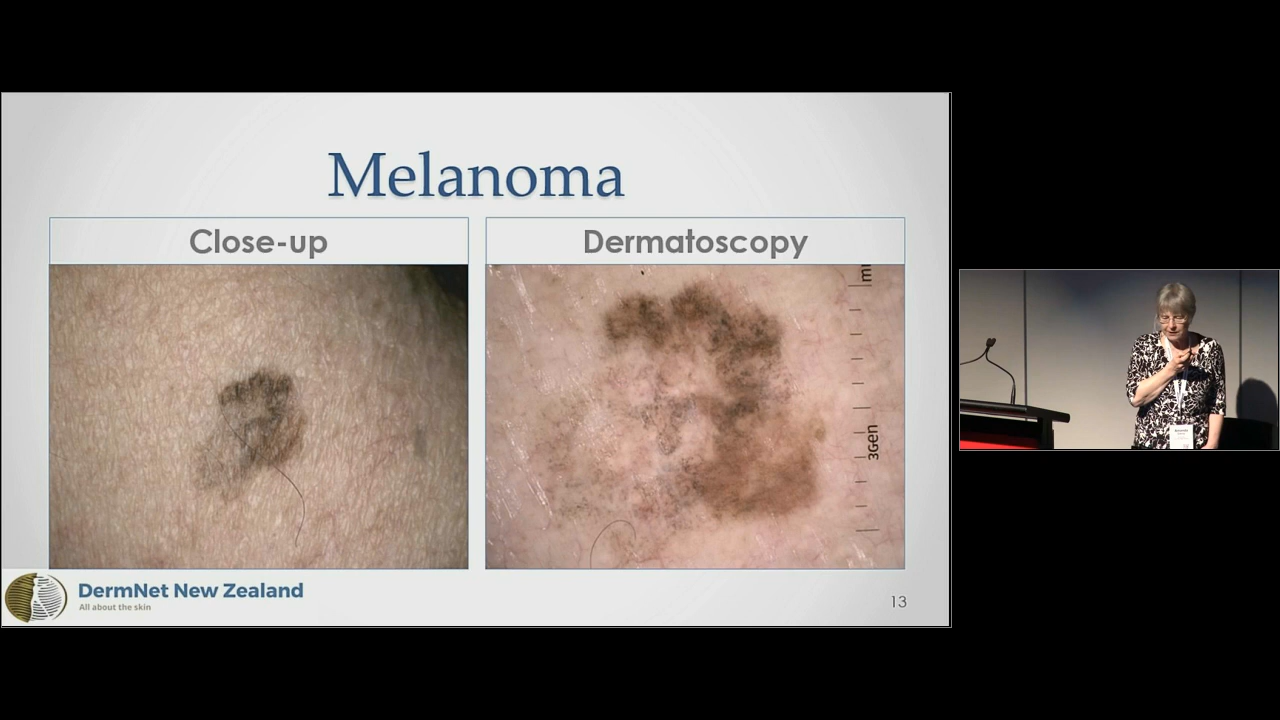 Melanoma
Close-up
Dermatoscopy
3Gen
DermNet New Zealand
All about the skin
13